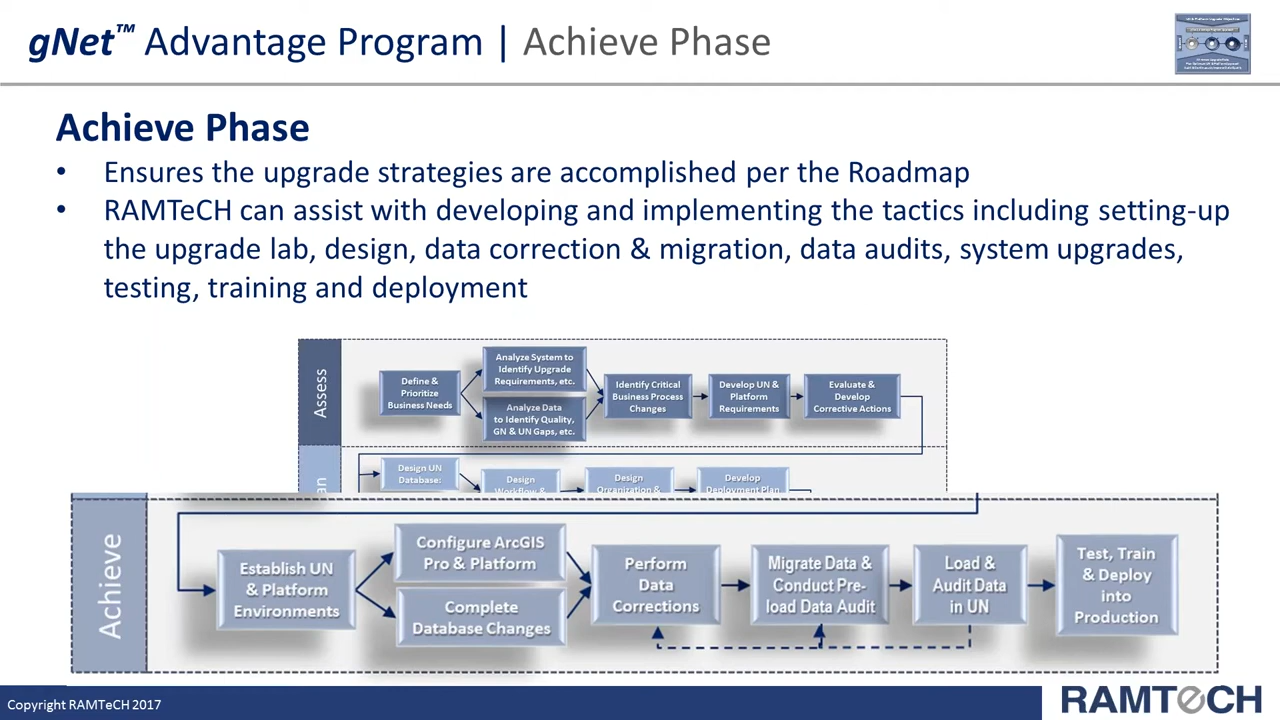 gNet™ Advantage Program | Achieve Phase
Achieve Phase
• Ensures the upgrade strategies are accomplished per the Roadmap
• RAMTeCH can assist with developing and implementing the tactics including setting-up
the upgrade lab, design, data correction & migration, data audits, system upgrades,
testing, training and deployment
Assess
Define &
Prioritize
Business Needs
Analyze System to
Identify Upgrade
Requirements, etc.
Analyze Data
to Identify Quality,
GN & UN Gaps, etc.
Identify Critical
Business Process
Changes
Develop UN &
Platform
Requirements
Evaluate &
Develop
Corrective Actions
an
Design UN
Database:
Design
Workflow &
Design
Organization &
Develop
Deployment Plan
Achieve
Establish UN
& Platform
Environments
Configure ArcGIS
Pro & Platform
Complete
Database Changes
Perform
Data
Corrections
Migrate Data &
Conduct Pre-
load Data Audit
Load &
Audit Data
in UN
Test, Train
& Deploy
into
Production
Copyright RAMTeCH 2017
RAMTeCH